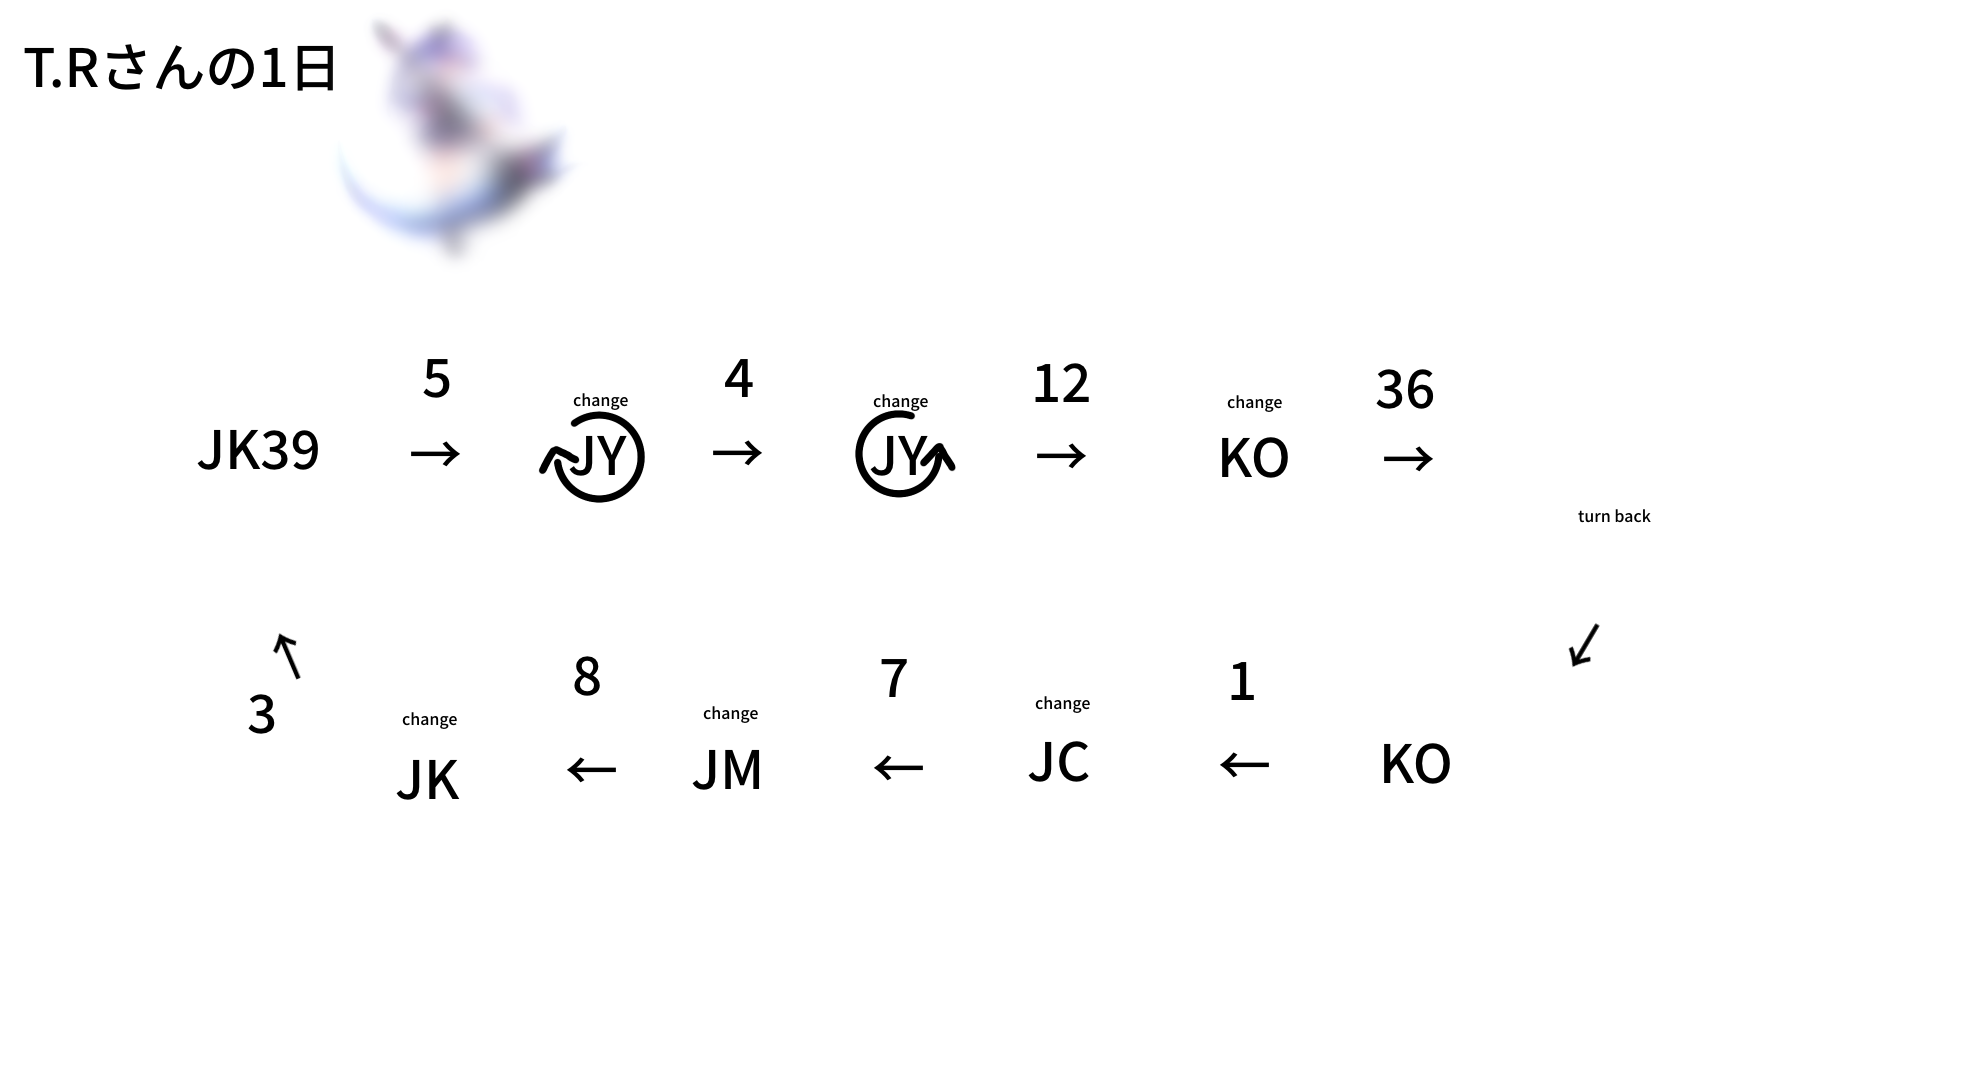 T.Rさんの1日
5
4
12
36
change
change
change
JK39
→
JY
→
JY
→
KO
→
turn back
↖
↙
3
8
7
1
change
change
change
JK
←
JM
←
JC
←
KO